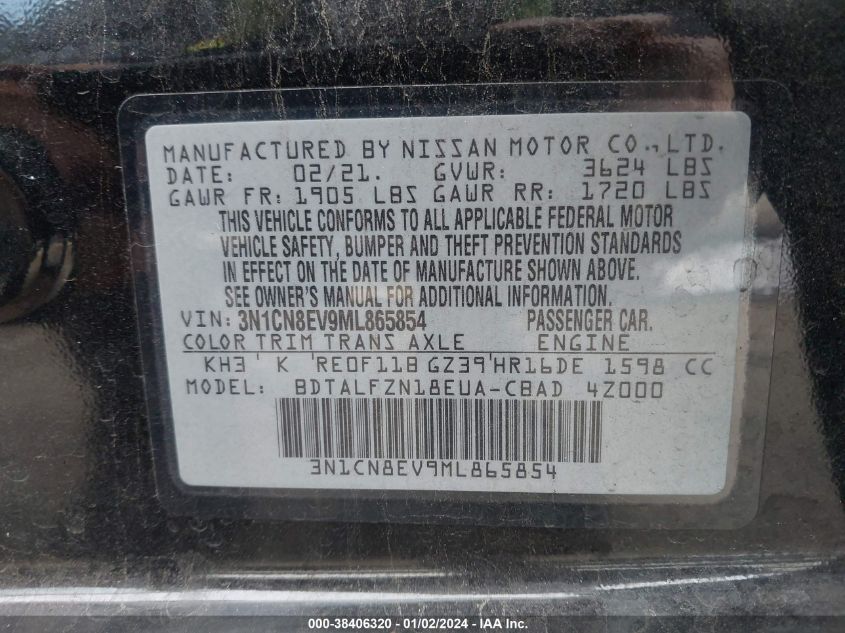 MANUFACTURED BY NISSAN MOTOR CO., LTD.
DATE: 02/21. GVWR: 3624 LBS
GAWR FR: 1905 LBS GAWR RR: 1720 LBS
THIS VEHICLE CONFORMS TO ALL APPLICABLE FEDERAL MOTOR
VEHICLE SAFETY, BUMPER AND THEFT PREVENTION STANDARDS
IN EFFECT ON THE DATE OF MANUFACTURE SHOWN ABOVE.
SEE OWNER'S MANUAL FOR ADDITIONAL INFORMATION.
VIN: 3N1CN8EV9ML865854 PASSENGER CAR.
COLOR TRIM TRANS AXLE ENGINE
KH3 ' K 'RE0F11B GZ39'HR16DE 1598 CC
MODEL: BDTALFZN18EUA-CBAD 4Z000
3N1CN8EV9ML865854
000-38406320 - 01/02/2024 - IAA Inc.